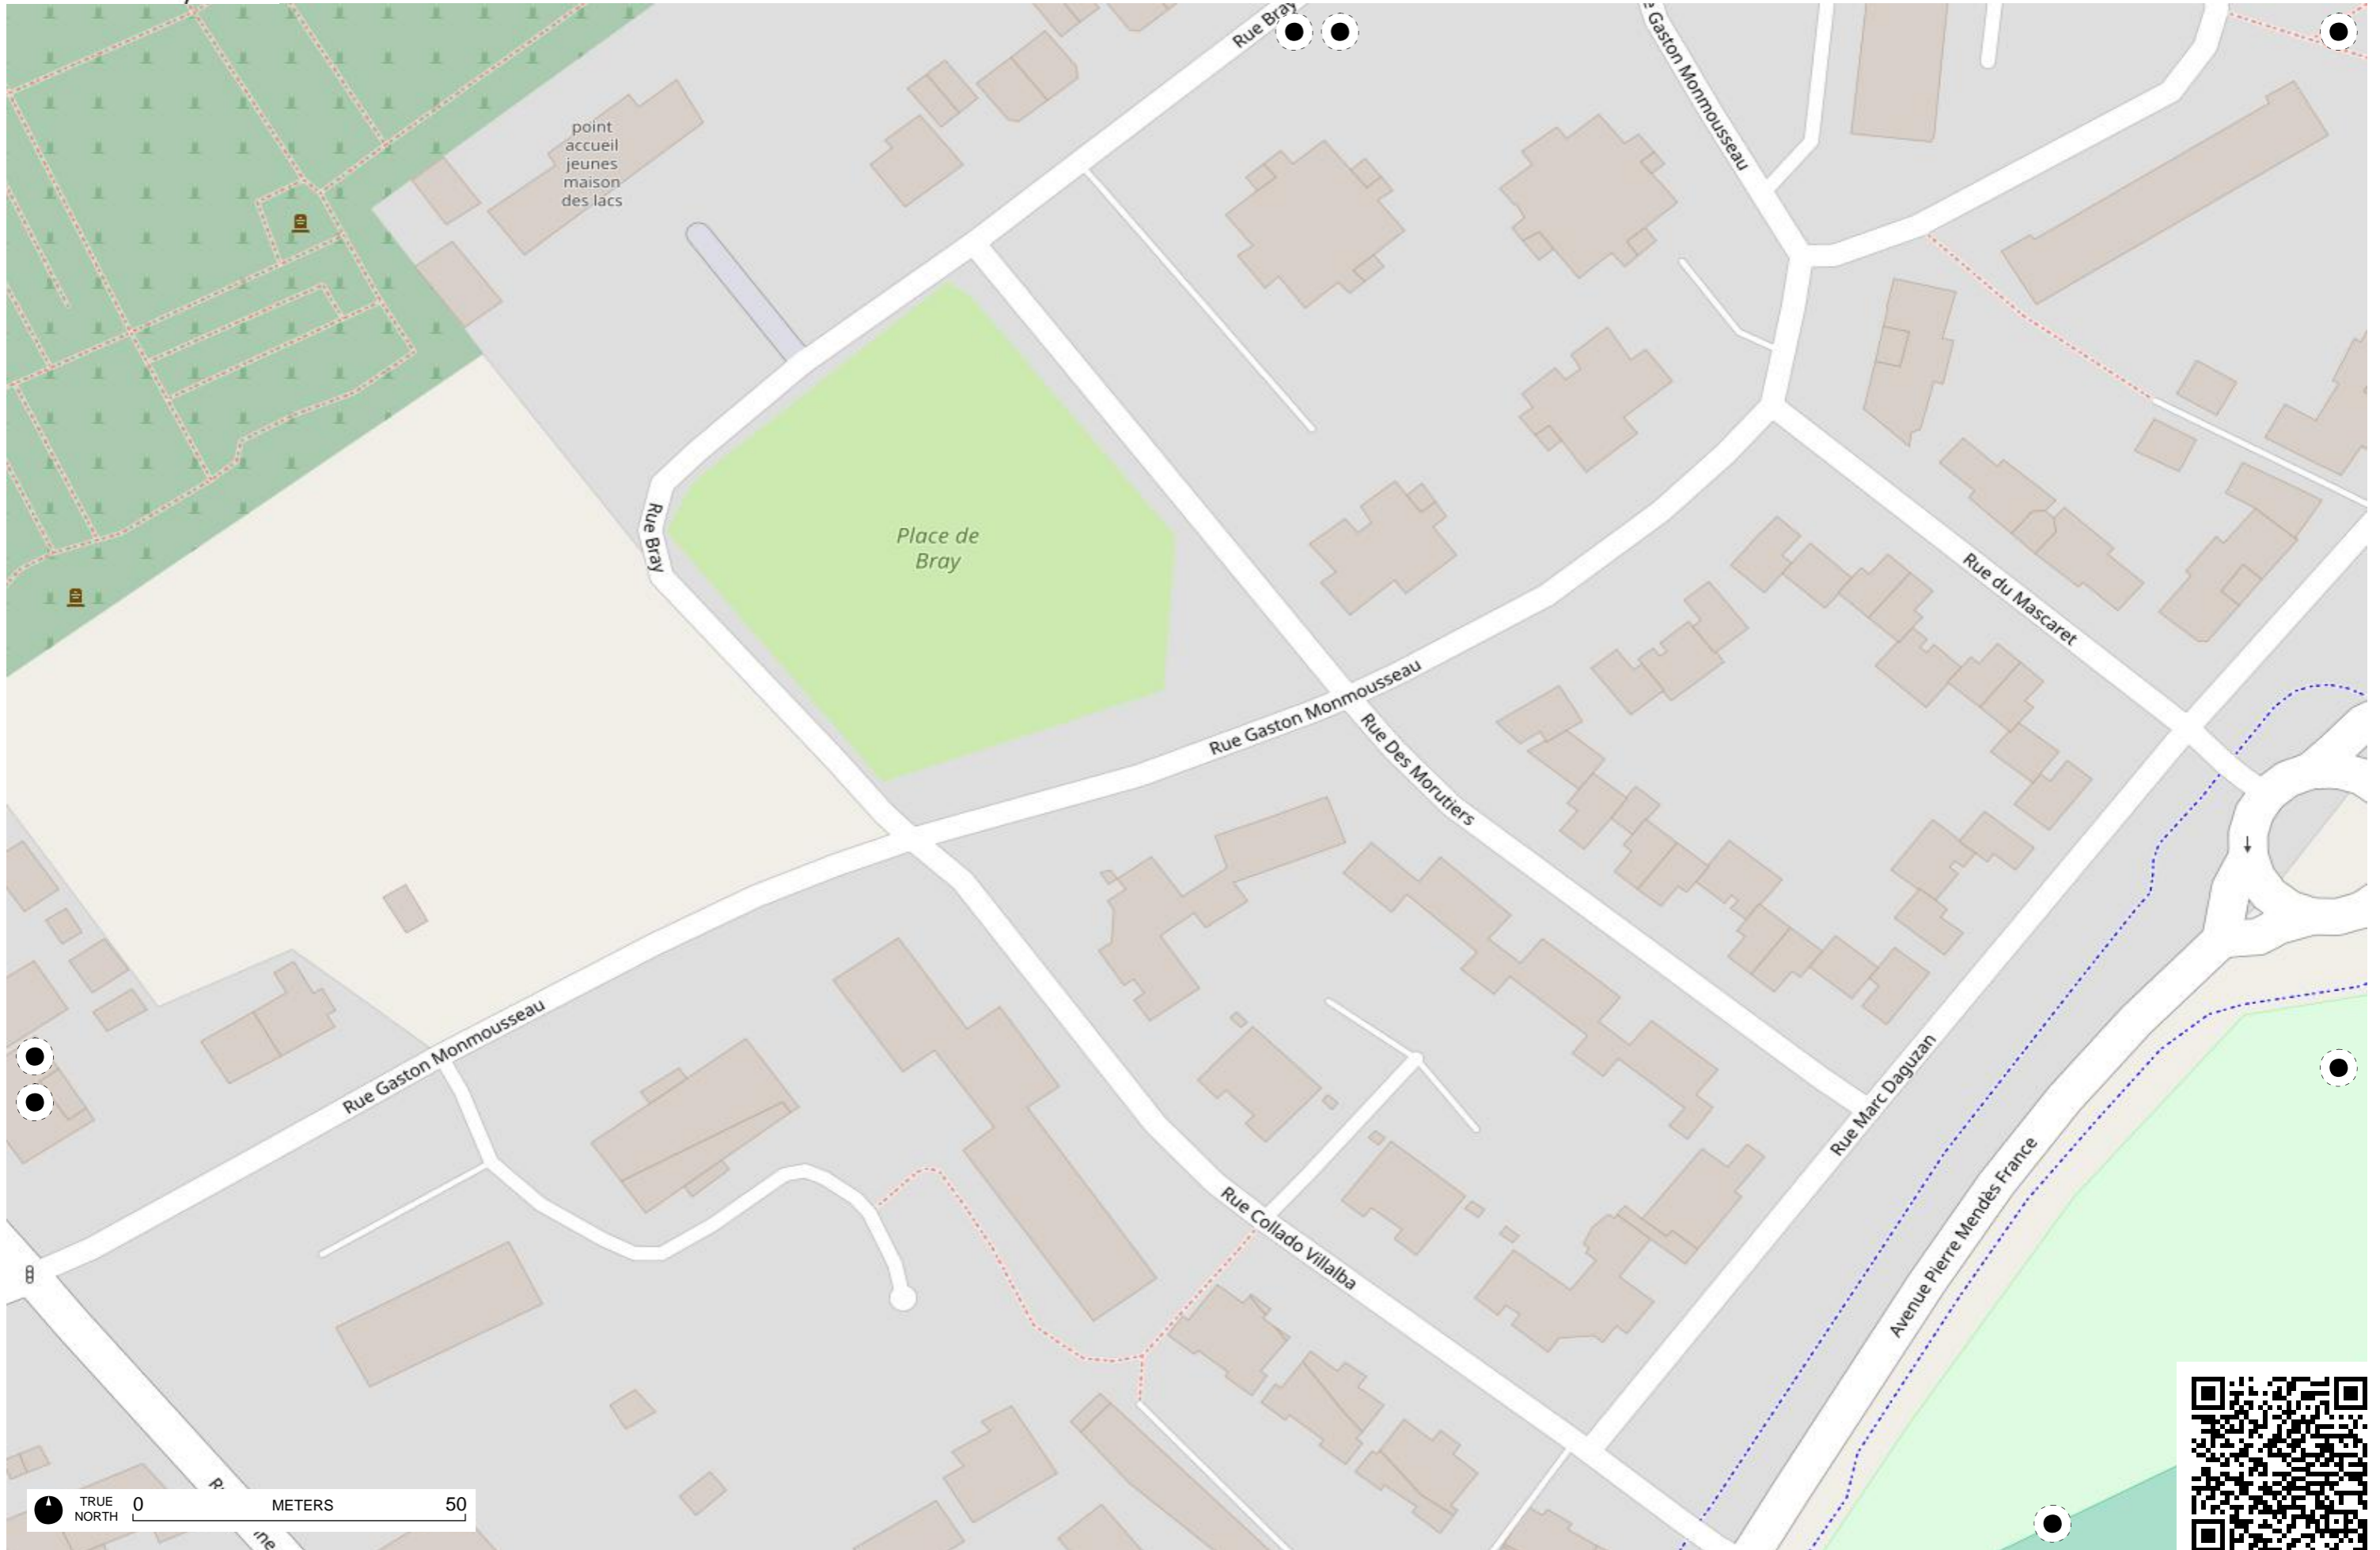 Rue Bray
e Gaston Monmousseau
point
accueil
jeunes
maison
des lacs
Rue Bray
Place de
Bray
Rue du Mascaret
Rue Gaston Monmousseau
Rue Des Morutiers
Rue Gaston Monmousseau
Rue Marc Daguzan
Avenue Pierre Mendès France
Rue Collado Villalba
TRUE
NORTH
0 METERS 50